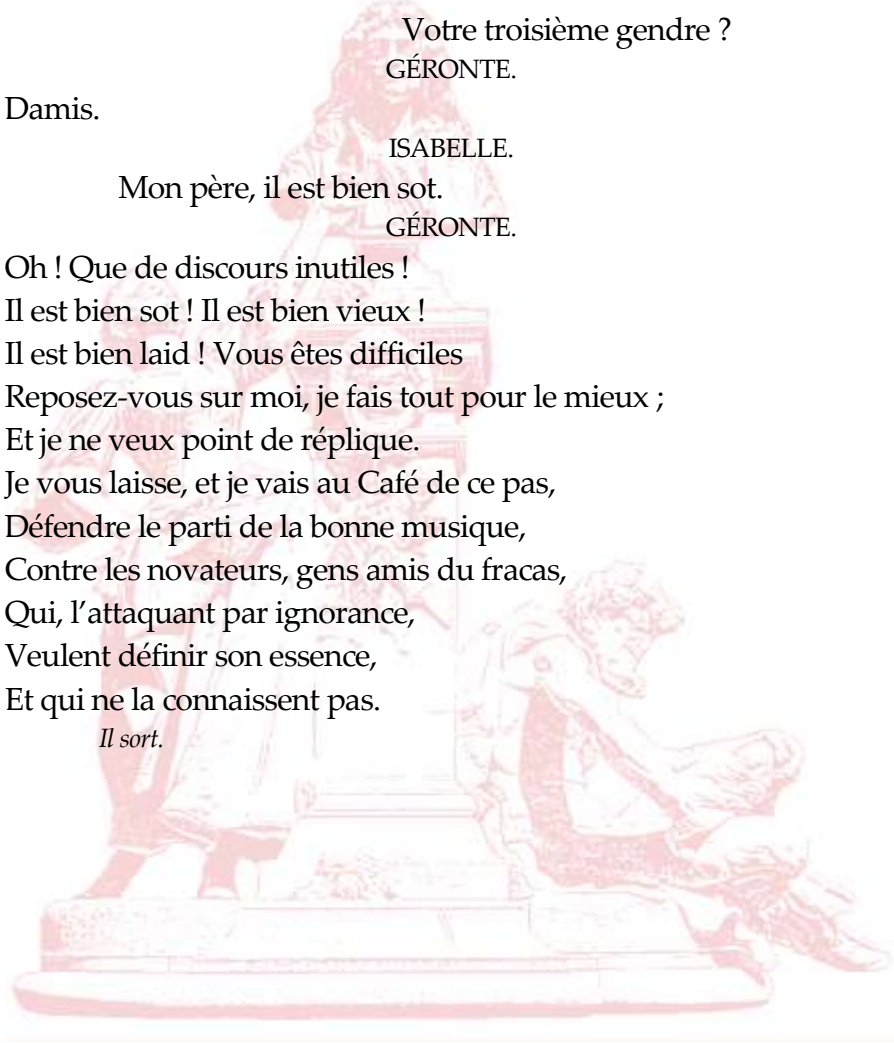 Votre troisième gendre ?
GÉRONTE.
Damis.
ISABELLE.
Mon père, il est bien sot.
GÉRONTE.
Oh ! Que de discours inutiles !
Il est bien sot ! Il est bien vieux !
Il est bien laid ! Vous êtes difficiles
Reposez-vous sur moi, je fais tout pour le mieux ;
Et je ne veux point de réplique.
Je vous laisse, et je vais au Café de ce pas,
Défendre le parti de la bonne musique,
Contre les novateurs, gens amis du fracas,
Qui, l’attaquant par ignorance,
Veulent définir son essence,
Et qui ne la connaissent pas.
Il sort.